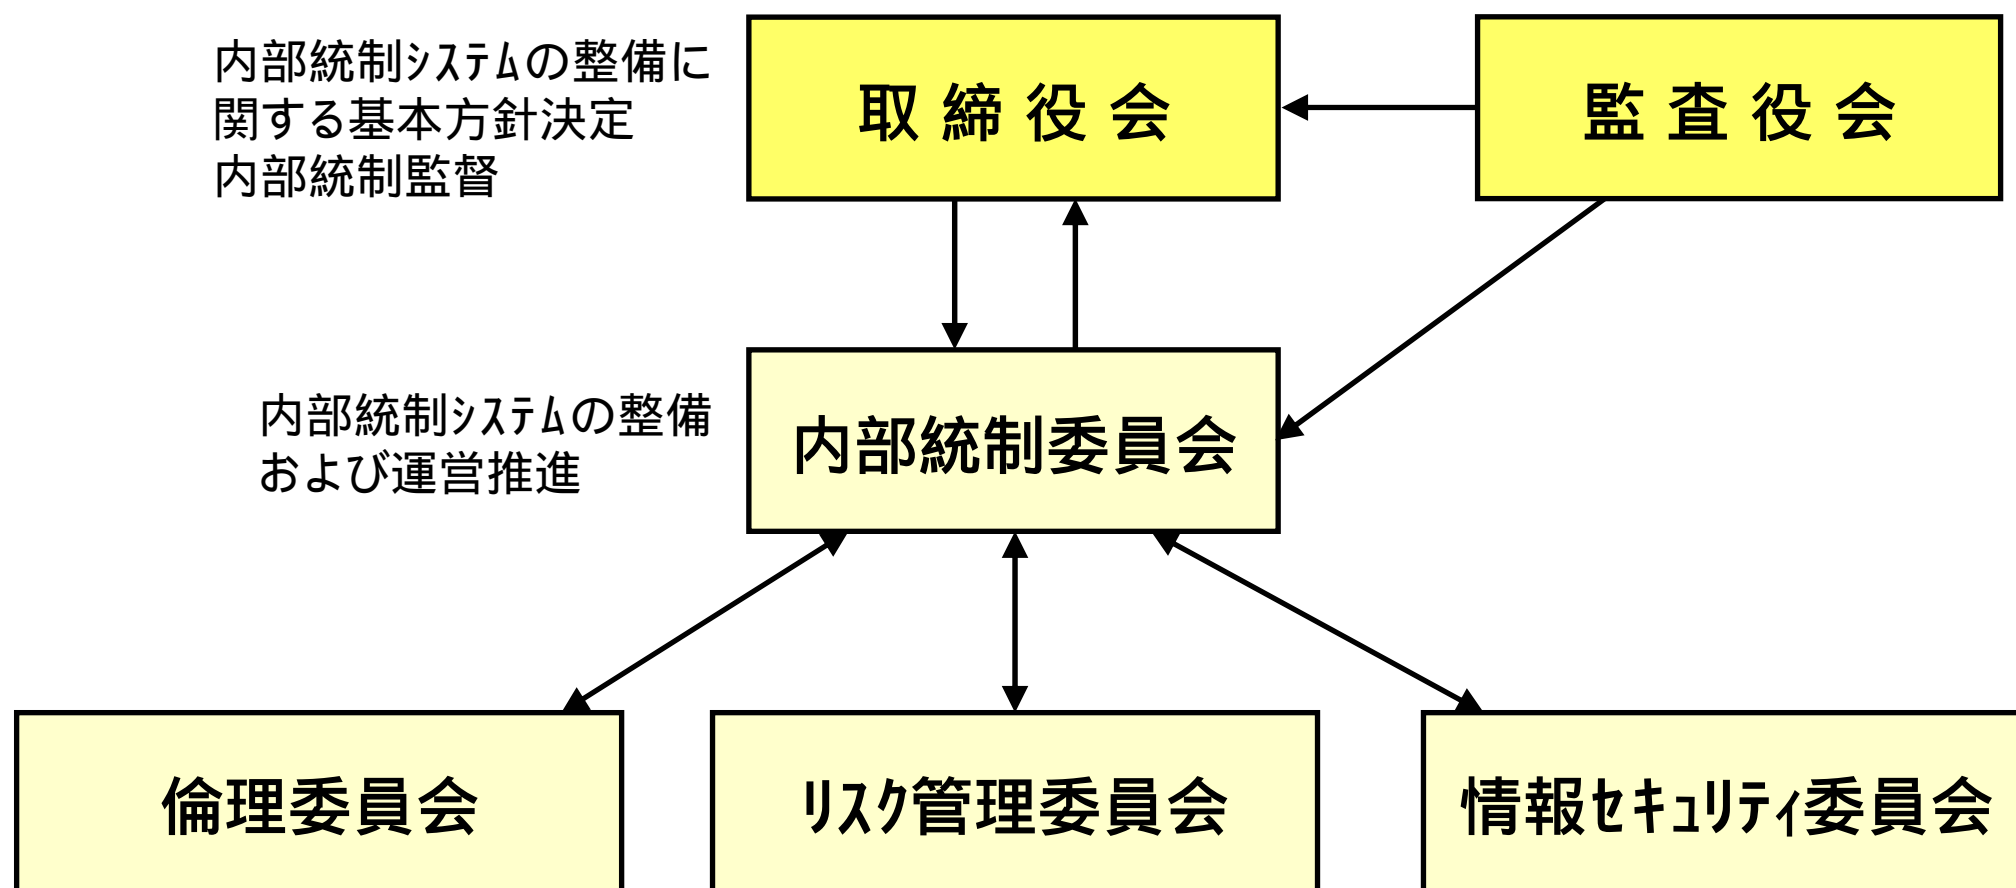 内部統制ｼｽﾃﾑの整備に
関する基本方針決定
内部統制監督
取 締 役 会
監 査 役 会
内部統制ｼｽﾃﾑの整備
および運営推進
内部統制委員会
倫理委員会
ﾘｽｸ管理委員会
情報ｾｷｭﾘﾃｨ委員会